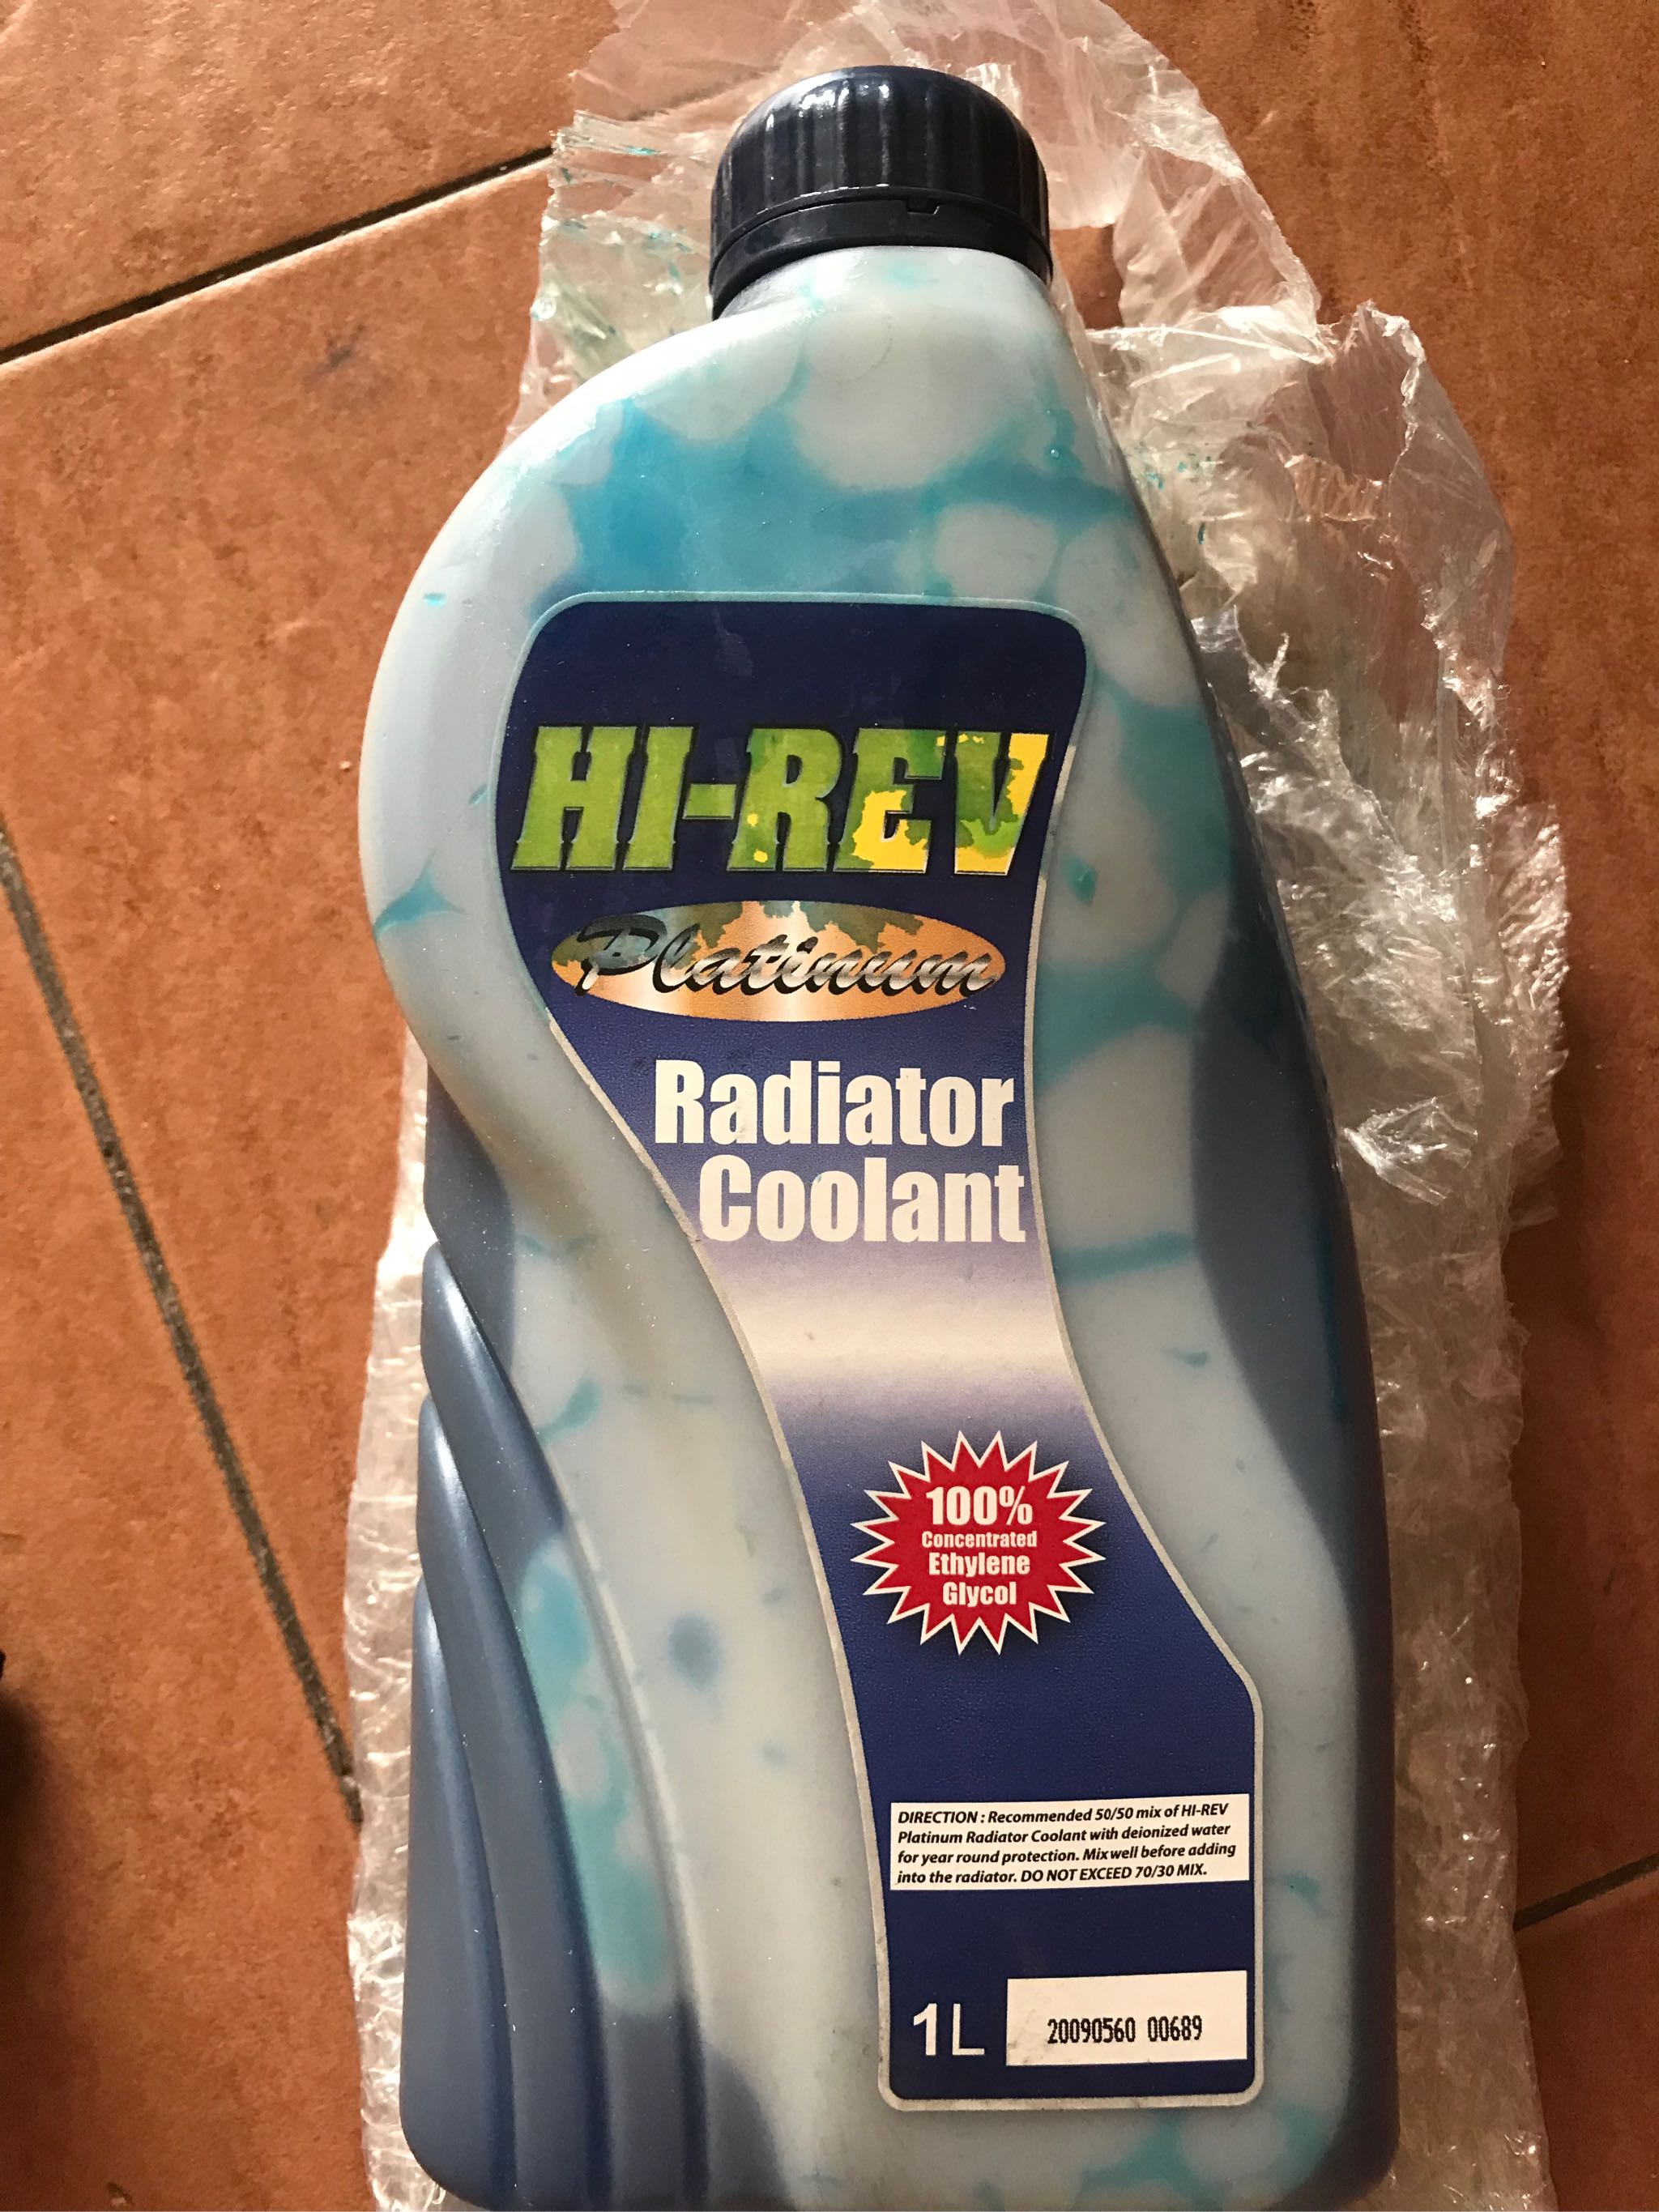 HI-REV
Platinum
Radiator
Coolant
100%
Concentrated
Ethylene
Glycol
DIRECTION : Recommended 50/50 mix of HI-REV
Platinum Radiator Coolant with deionized water
for year round protection. Mix well before adding
into the radiator. DO NOT EXCEED 70/30 MIX.
1L
20090560 00689